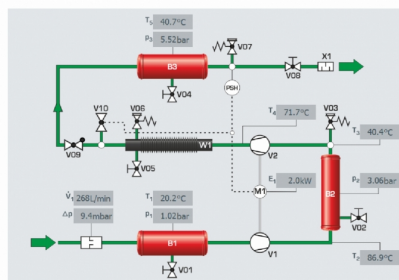 T₅ 40.7°C
p₃ 5.52bar
V07
B3
V08
X1
V04
PSH
V10
V06
T₄ 71.7°C
V03
V09
W1
V2
T₃ 40.4°C
V05
E₁ 2.0kW
M1
B2
p₂ 3.06bar
V̇₁ 268L/min
T₁ 20.2°C
Δp 9.4mbar
p₁ 1.02bar
V02
B1
V01
V1
T₂ 86.9°C